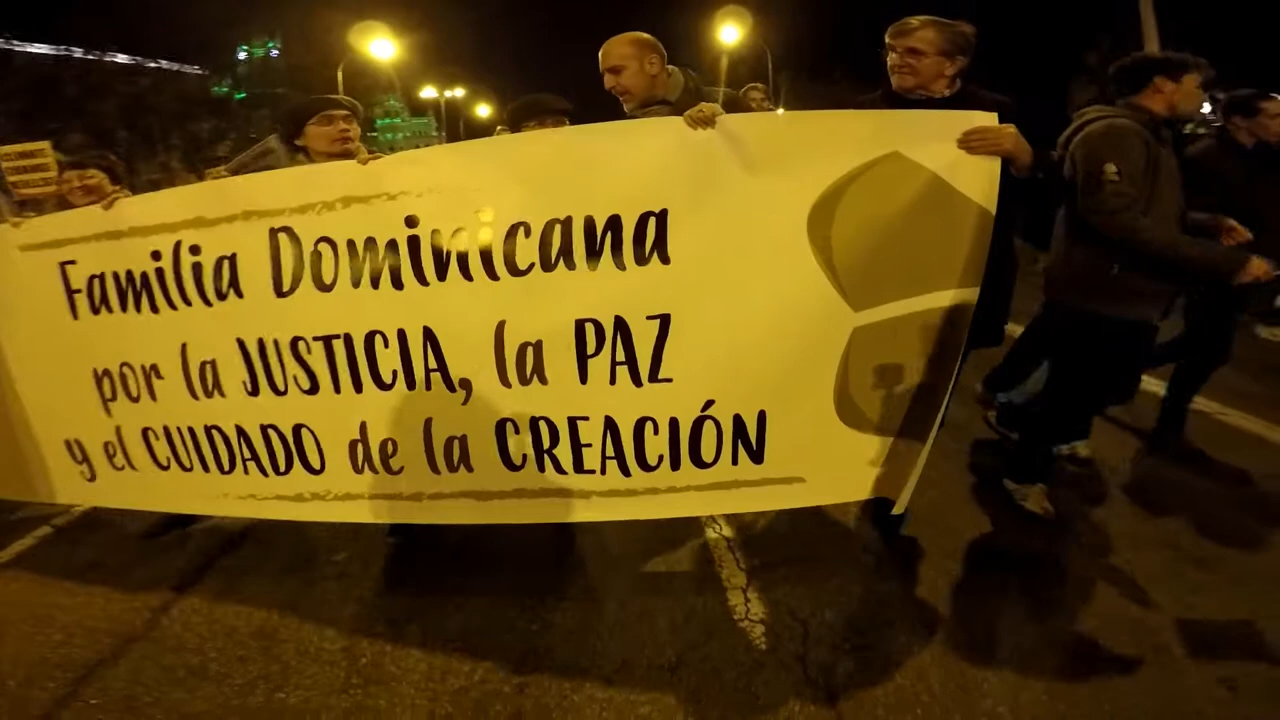 Familia Dominicana
por la JUSTICIA, la PAZ
y el CUIDADO de la CREACIÓN